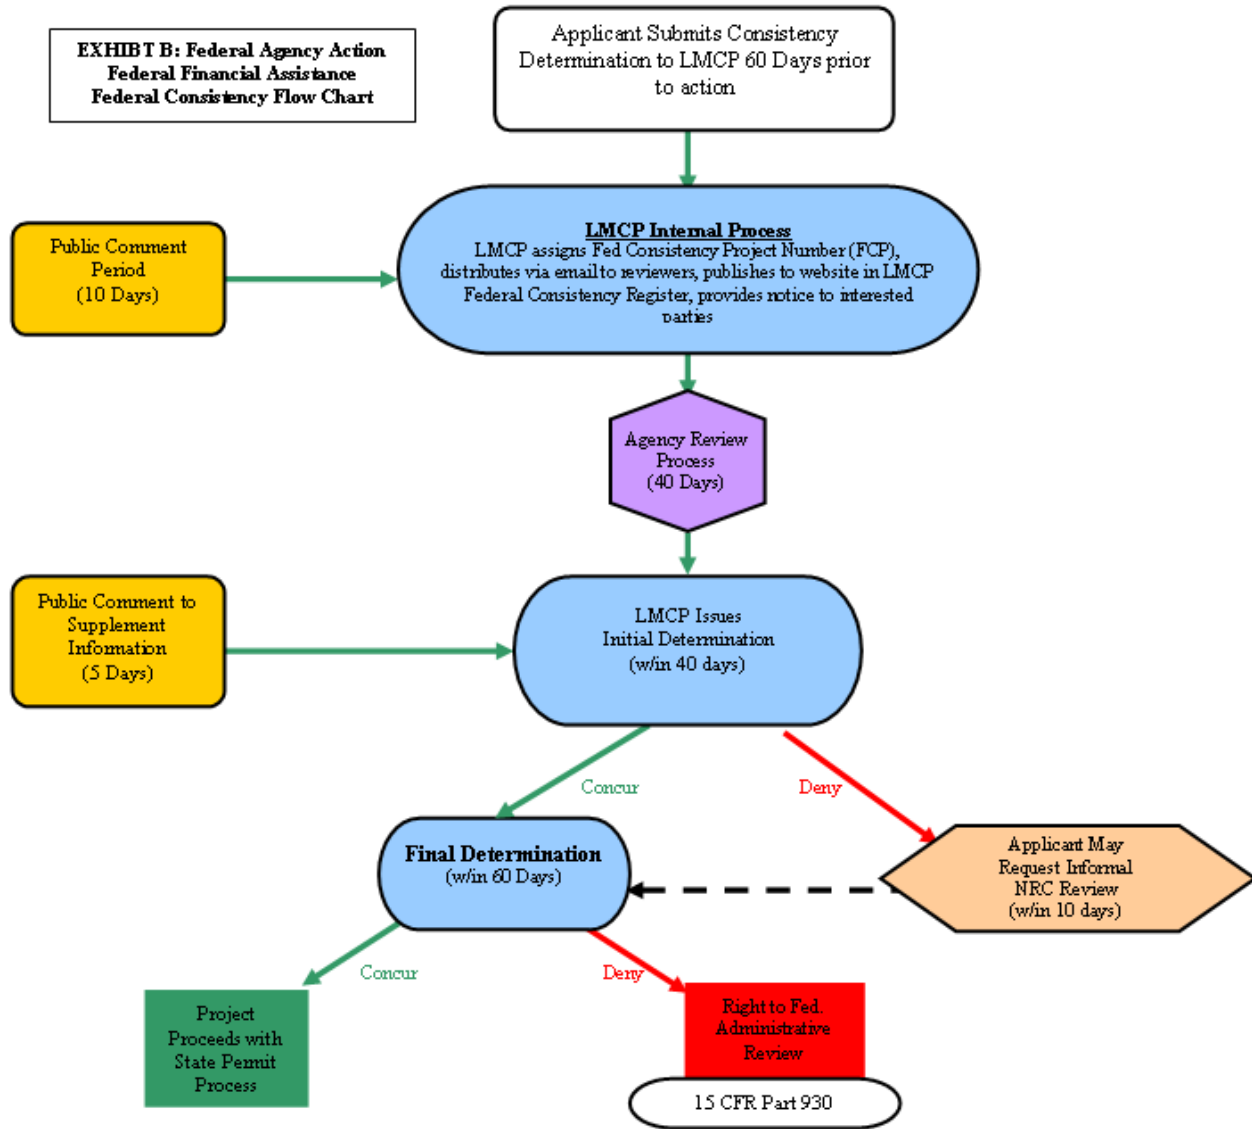 EXHIBT B: Federal Agency Action
Federal Financial Assistance
Federal Consistency Flow Chart
Applicant Submits Consistency
Determination to LMCP 60 Days prior
to action
Public Comment
Period
(10 Days)
LMCP Internal Process
LMCP assigns Fed Consistency Project Number (FCP),
distributes via email to reviewers, publishes to website in LMCP
Federal Consistency Register, provides notice to interested
parties
Agency Review
Process
(40 Days)
Public Comment to
Supplement
Information
(5 Days)
LMCP Issues
Initial Determination
(w/in 40 days)
Concur
Deny
Final Determination
(w/in 60 Days)
Applicant May
Request Informal
NRC Review
(w/in 10 days)
Concur
Deny
Project
Proceeds with
State Permit
Process
Right to Fed.
Administrative
Review
15 CFR Part 930